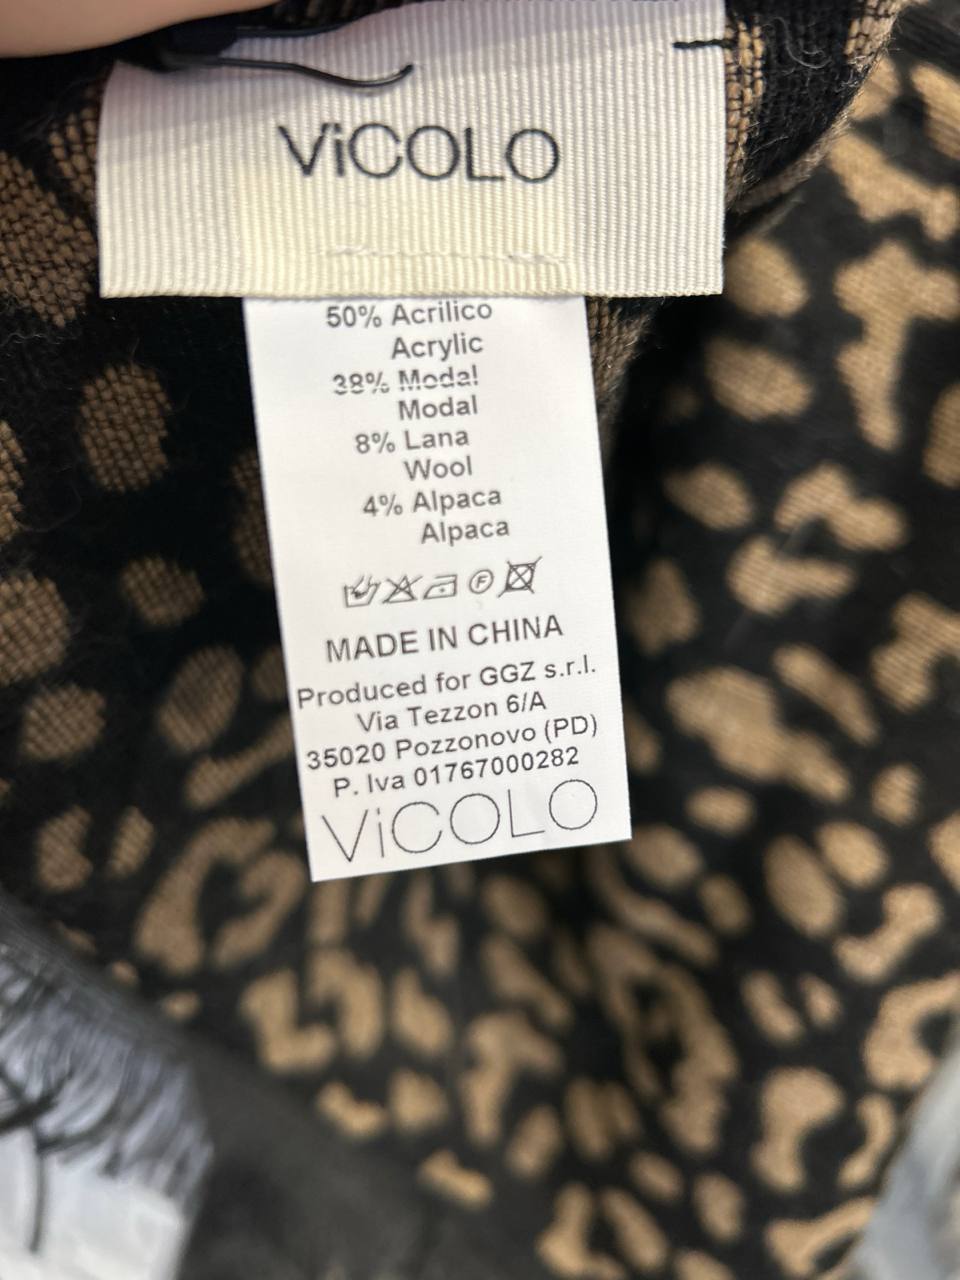 ViCOLO
50% Acrilico
Acrylic
38% Modal
Modal
8% Lana
Wool
4% Alpaca
Alpaca
F
MADE IN CHINA
Produced for GGZ s.r.l.
Via Tezzon 6/A
35020 Pozzonovo (PD)
P. Iva 01767000282
ViCOLO